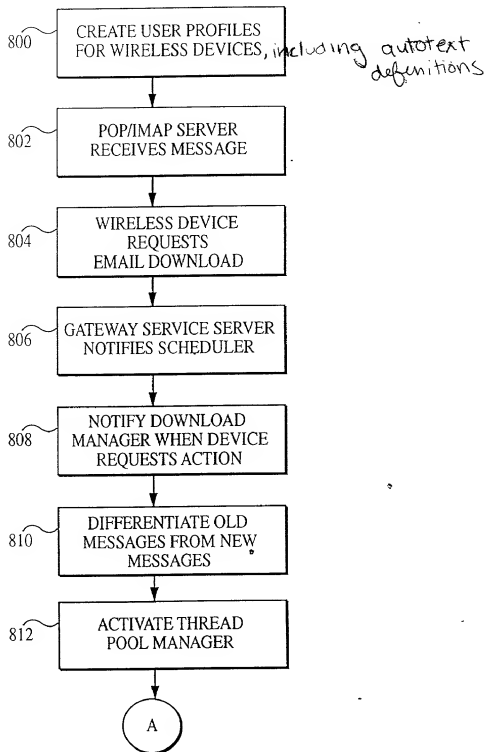 800 CREATE USER PROFILES
FOR WIRELESS DEVICES, including autotext
definitions
802 POP/IMAP SERVER
RECEIVES MESSAGE
804 WIRELESS DEVICE
REQUESTS
EMAIL DOWNLOAD
806 GATEWAY SERVICE SERVER
NOTIFIES SCHEDULER
808 NOTIFY DOWNLOAD
MANAGER WHEN DEVICE
REQUESTS ACTION
810 DIFFERENTIATE OLD
MESSAGES FROM NEW
MESSAGES
812 ACTIVATE THREAD
POOL MANAGER
A